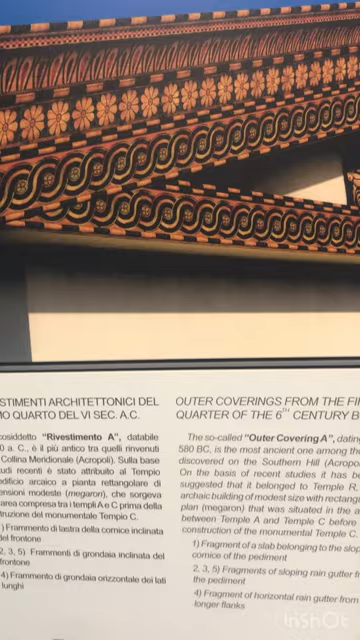 STIMENTI ARCHITETTONICI DEL
O QUARTO DEL VI SEC. A.C.
cosiddetto "Rivestimento A", databile
0 a. C., è il più antico tra quelli rinvenuti
Collina Meridionale (Acropoli). Sulla base
udi recenti è stato attribuito al Tempio
edificio arcaico a pianta rettangolare di
ensioni modeste (megaron), che sorgeva
area compresa tra i templi A e C prima della
truzione del monumentale Tempio C.
) Frammento di lastra della cornice inclinata
del frontone
2, 3, 5) Frammenti di grondaia inclinata del
frontone
4) Frammento di grondaia orizzontale dei lati
lunghi
OUTER COVERINGS FROM THE FI
QUARTER OF THE 6TH CENTURY B
The so-called "Outer Covering A", dating
580 BC, is the most ancient one among the
discovered on the Southern Hill (Acropol
On the basis of recent studies it has be
suggested that it belonged to Temple R,
archaic building of modest size with rectang
plan (megaron) that was situated in the a
between Temple A and Temple C before
construction of the monumental Temple C.
1) Fragment of a slab belonging to the slop
cornice of the pediment
2, 3, 5) Fragments of sloping rain gutter f
the pediment
4) Fragment of horizontal rain gutter from
longer flanks
InShot